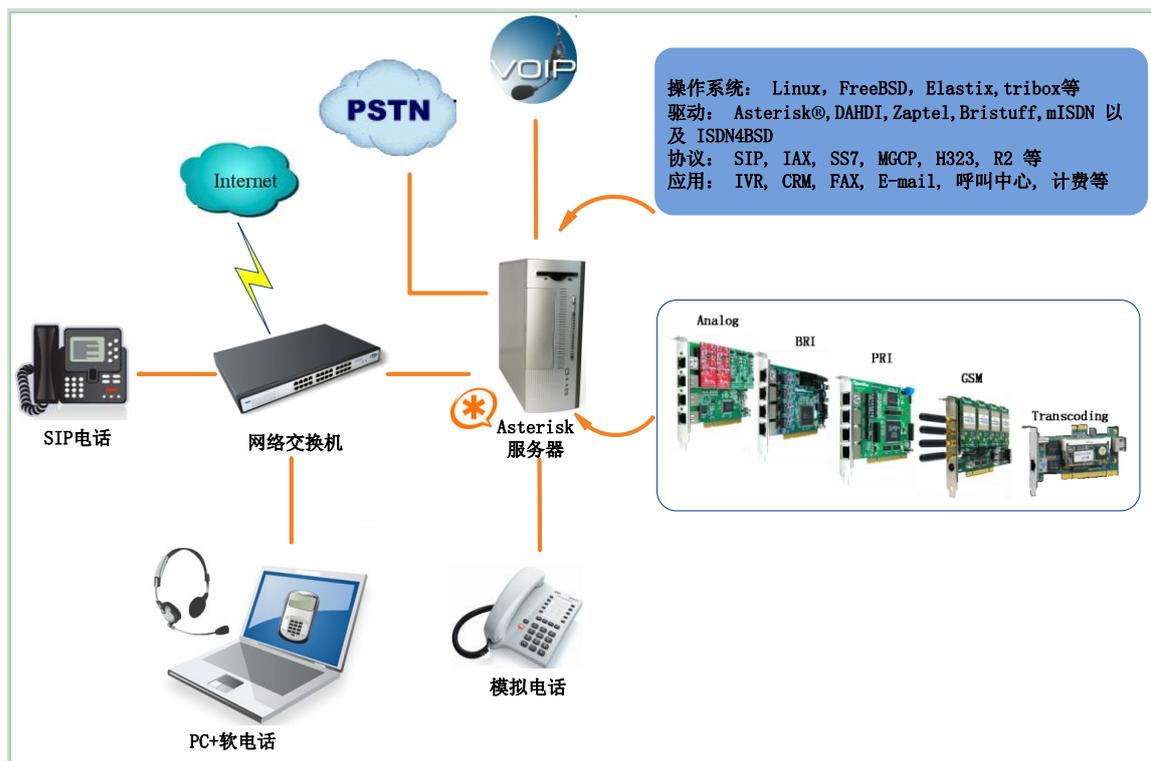 VOIP
PSTN
Internet
操作系统： Linux，FreeBSD，Elastix,tribox等
驱动： Asterisk®,DAHDI,Zaptel,Bristuff,mISDN 以
及 ISDN4BSD
协议： SIP, IAX, SS7, MGCP, H323, R2 等
应用： IVR, CRM, FAX, E-mail, 呼叫中心, 计费等
Analog
BRI
PRI
GSM
Transcoding
SIP电话
网络交换机
Asterisk
服务器
PC+软电话
模拟电话